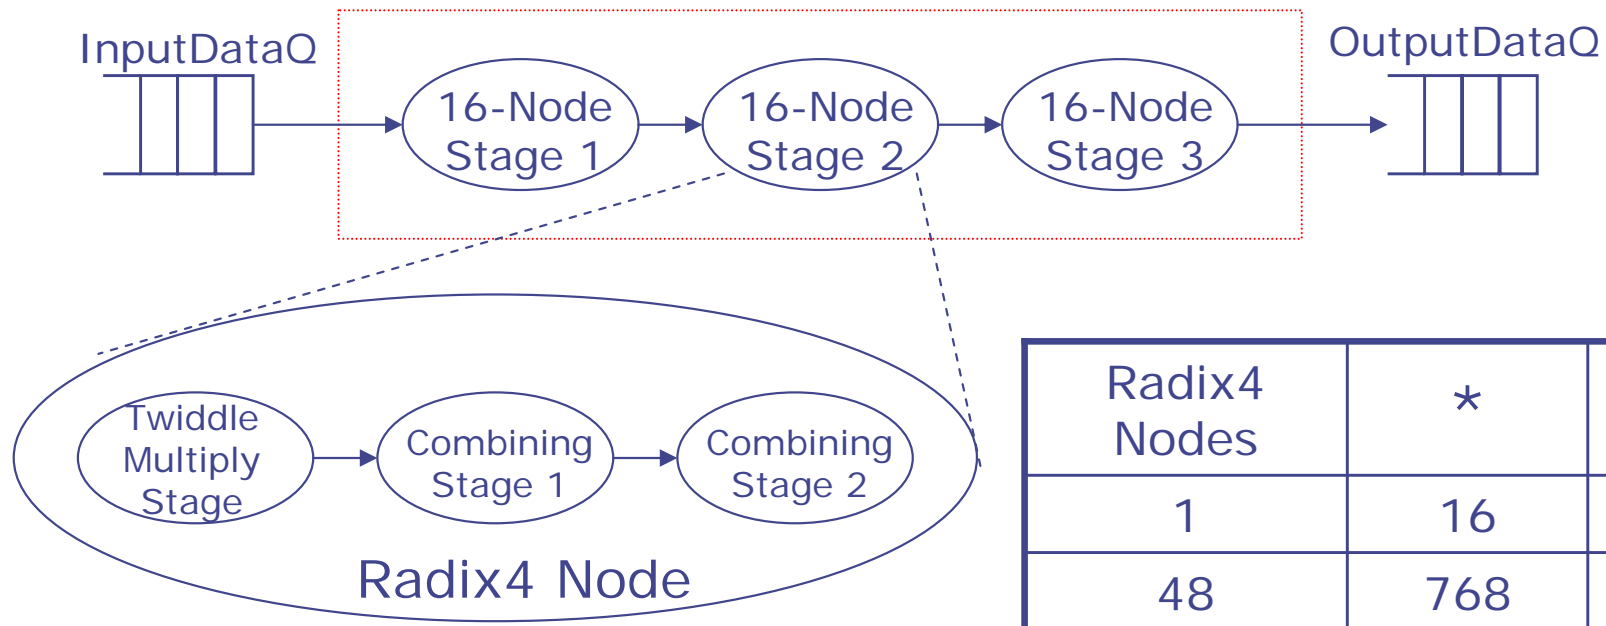 InputDataQ
OutputDataQ
16-Node
Stage 1
16-Node
Stage 2
16-Node
Stage 3
Twiddle
Multiply
Stage
Combining
Stage 1
Combining
Stage 2
Radix4 Node
Radix4
Nodes
*
1
16
48
768